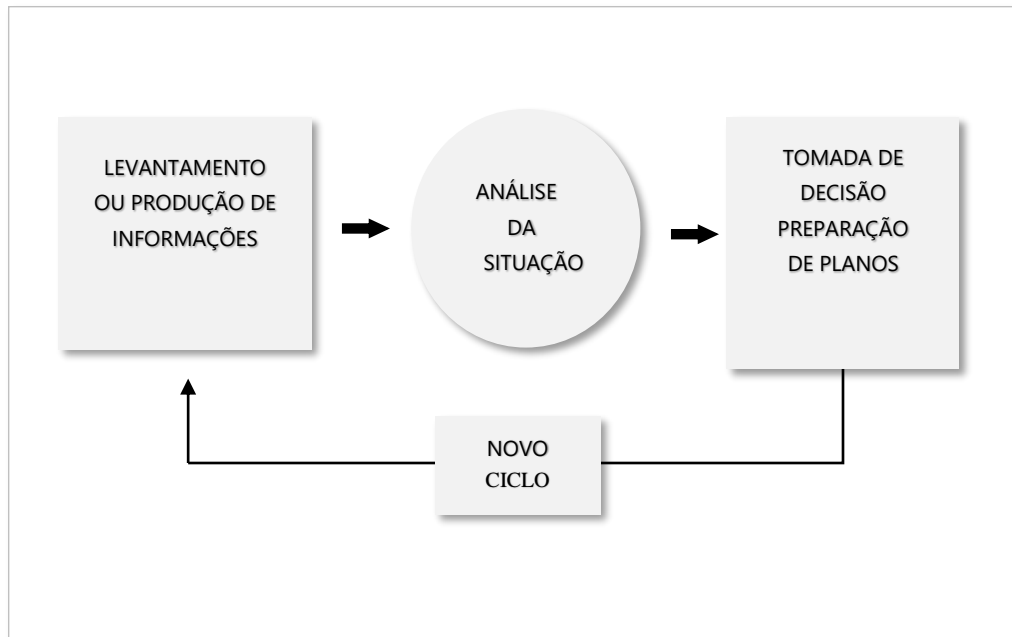 LEVANTAMENTO
OU PRODUÇÃO DE
INFORMAÇÕES
ANÁLISE
DA
SITUAÇÃO
TOMADA DE
DECISÃO
PREPARAÇÃO
DE PLANOS
NOVO
CICLO